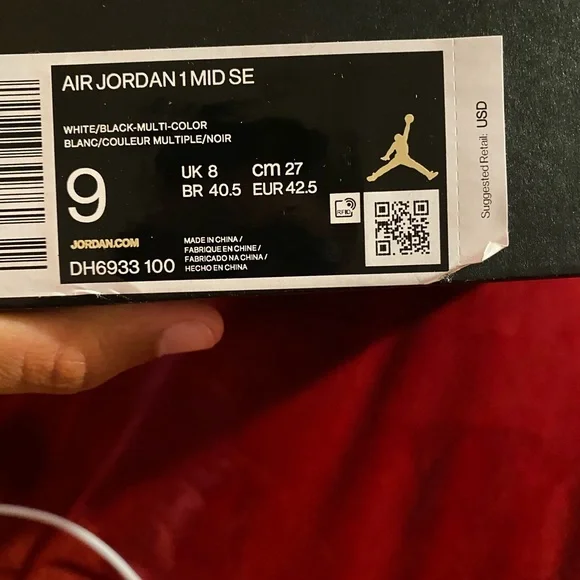 AIR JORDAN 1 MID SE
WHITE/BLACK-MULTI-COLOR
BLANC/COULEUR MULTIPLE/NOIR
9
UK 8 cm 27
BR 40.5 EUR 42.5
RFID
JORDAN.COM
DH6933 100
MADE IN CHINA /
FABRIQUE EN CHINE /
FABRICADO NA CHINA /
HECHO EN CHINA
Suggested Retail: USD